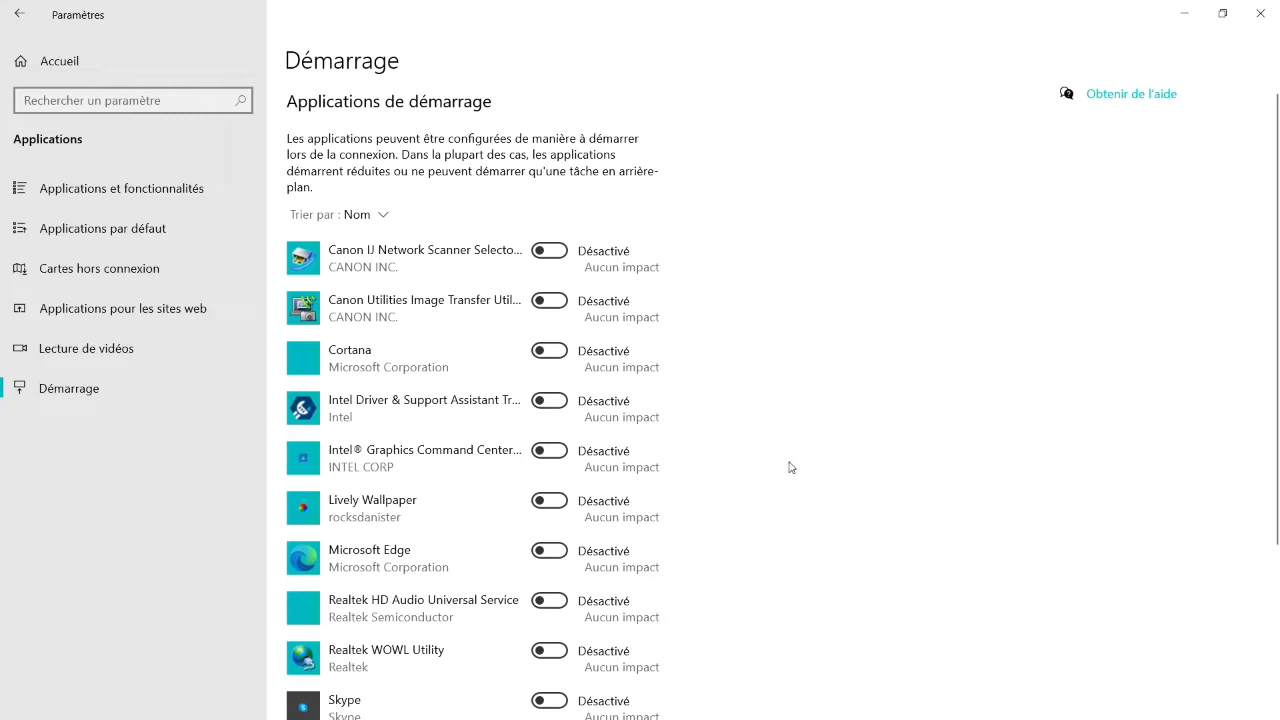 Paramètres
Accueil
Rechercher un paramètre
Applications
Applications et fonctionnalités
Applications par défaut
Cartes hors connexion
Applications pour les sites web
Lecture de vidéos
Démarrage
Démarrage
Applications de démarrage
Les applications peuvent être configurées de manière à démarrer
lors de la connexion. Dans la plupart des cas, les applications
démarrent réduites ou ne peuvent démarrer qu'une tâche en arrière-
plan.
Trier par : Nom
Canon IJ Network Scanner Selecto... Désactivé
CANON INC. Aucun impact
Canon Utilities Image Transfer Util... Désactivé
CANON INC. Aucun impact
Cortana Désactivé
Microsoft Corporation Aucun impact
Intel Driver & Support Assistant Tr... Désactivé
Intel Aucun impact
Intel® Graphics Command Center... Désactivé
INTEL CORP Aucun impact
Lively Wallpaper Désactivé
rocksdanister Aucun impact
Microsoft Edge Désactivé
Microsoft Corporation Aucun impact
Realtek HD Audio Universal Service Désactivé
Realtek Semiconductor Aucun impact
Realtek WOWL Utility Désactivé
Realtek Aucun impact
Skype Désactivé
Skype Aucun impact
Obtenir de l'aide